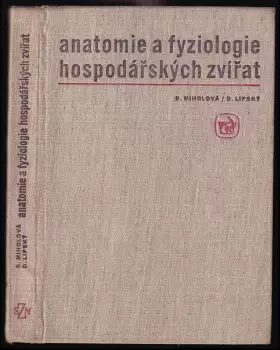 anatomie a fyziologie
hospodářských zvířat
B. MIHOLOVÁ / D. LIPSKÝ
anatomie a fyziologie hospodářských zvířat
B. MIHOLOVÁ
D. LIPSKÝ
SZN